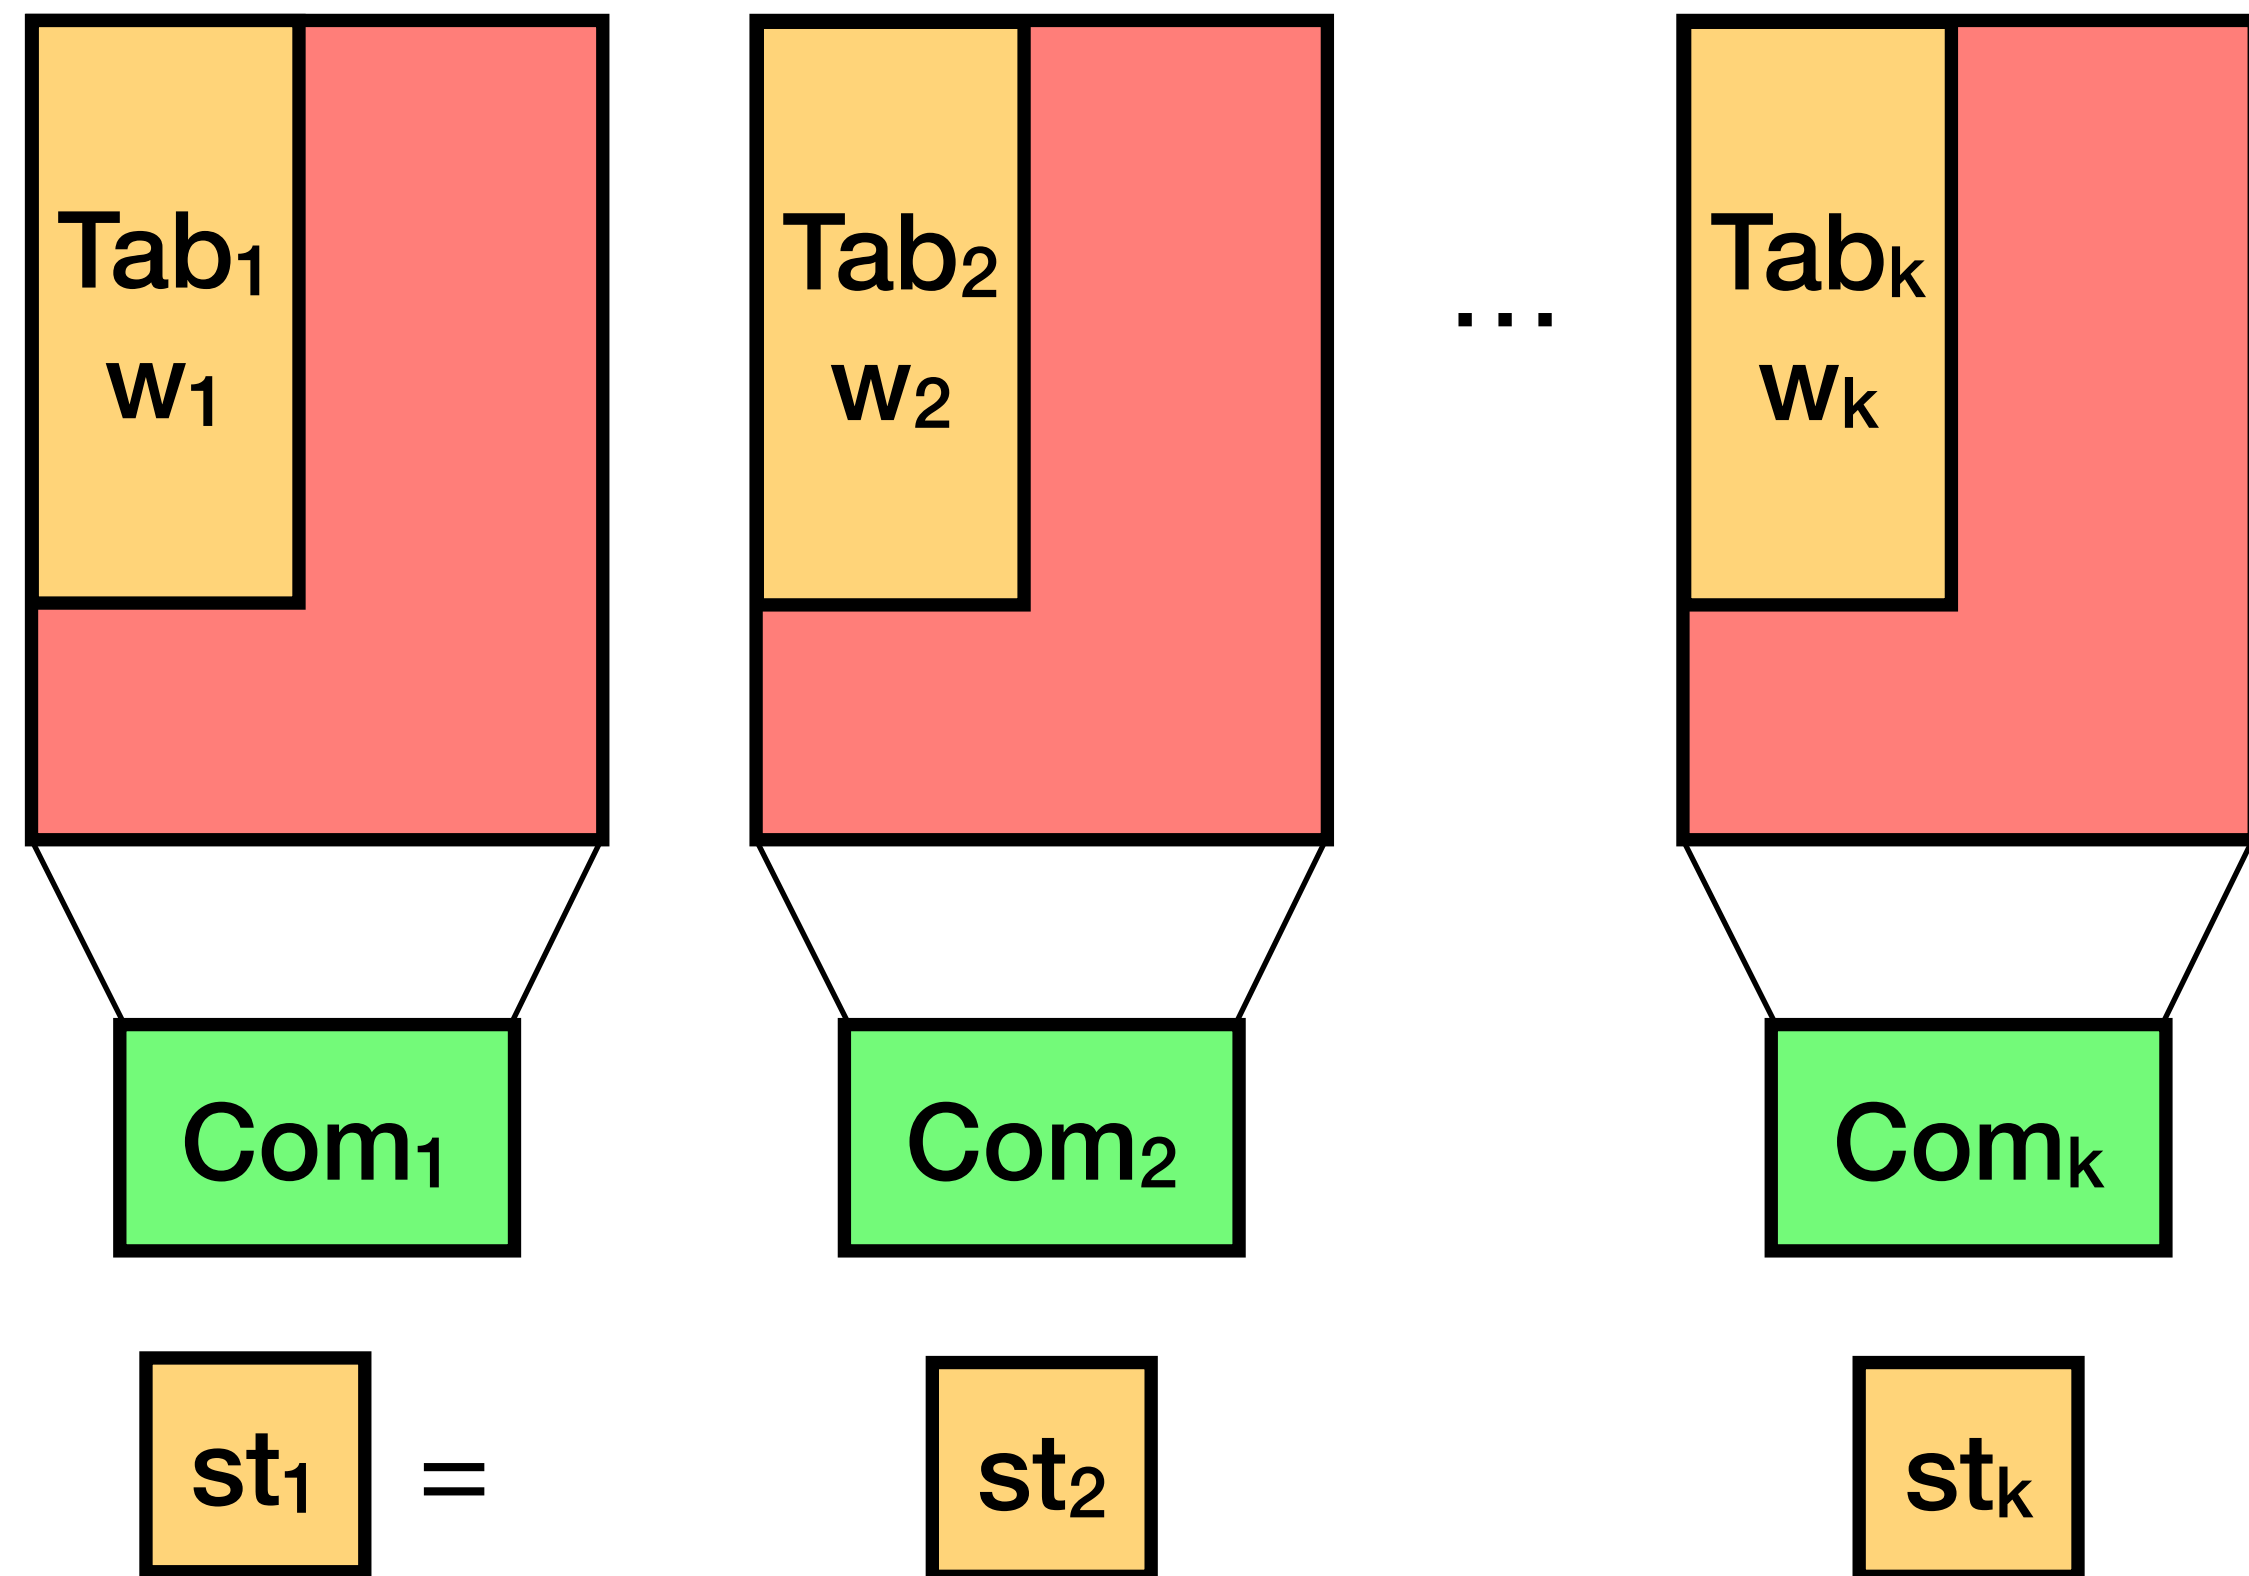 Tab₁ Tab₂ ... Tabₖ
w₁ w₂ wₖ
Com₁ Com₂ Comₖ
st₁ = st₂ stₖ